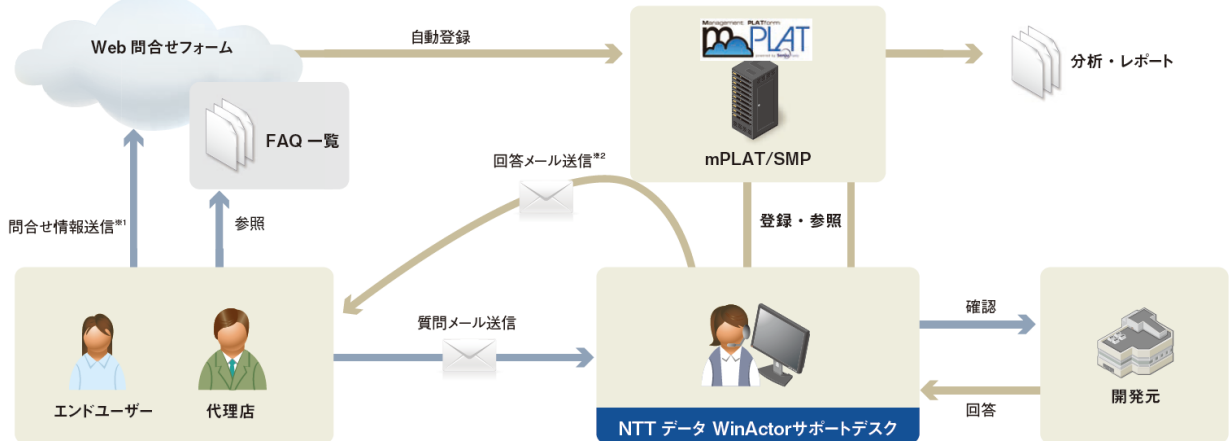 Web 問合せフォーム
自動登録
Management PLATform
mPLAT
分析・レポート
FAQ 一覧
mPLAT/SMP
回答メール送信※2
問合せ情報送信※1
参照
登録・参照
質問メール送信
確認
エンドユーザー
代理店
回答
開発元
NTT データ WinActorサポートデスク